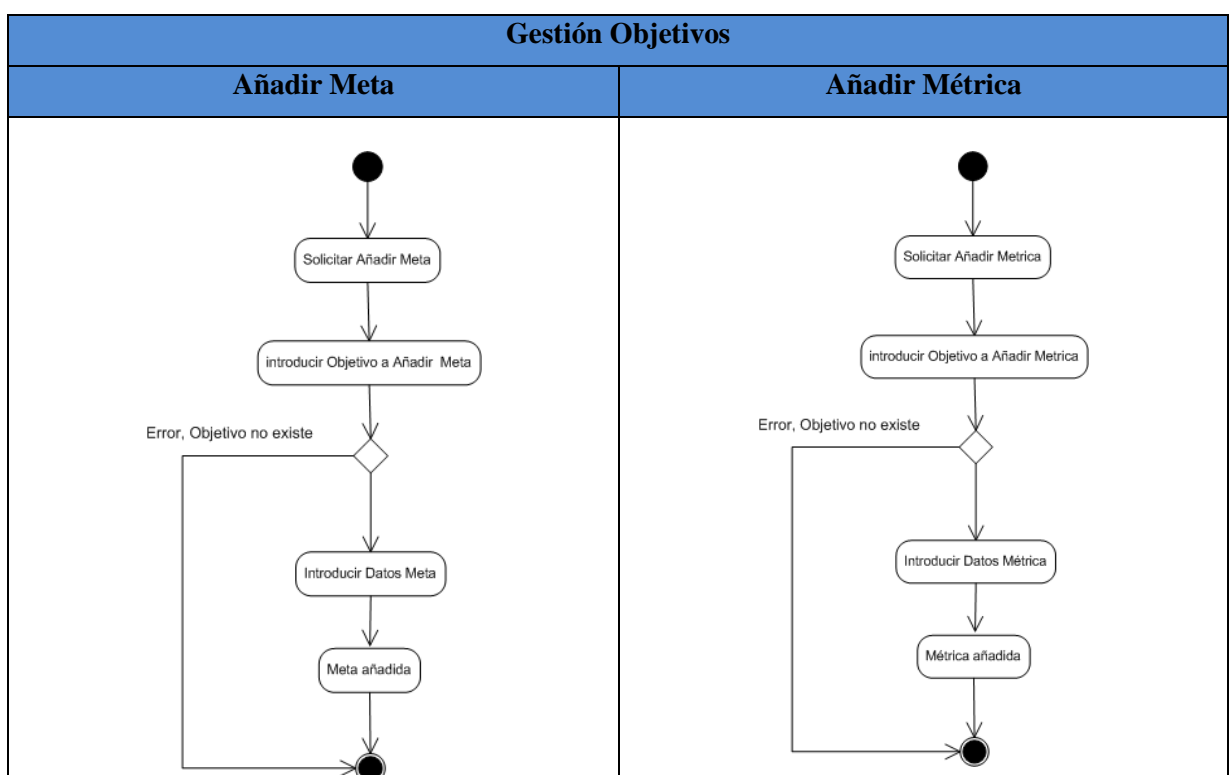 Gestión Objetivos
Añadir Meta
Añadir Métrica
Solicitar Añadir Meta
introducir Objetivo a Añadir  Meta
Error, Objetivo no existe
Introducir Datos Meta
Meta añadida
Solicitar Añadir Metrica
introducir Objetivo a Añadir Metrica
Error, Objetivo no existe
Introducir Datos Métrica
Métrica añadida